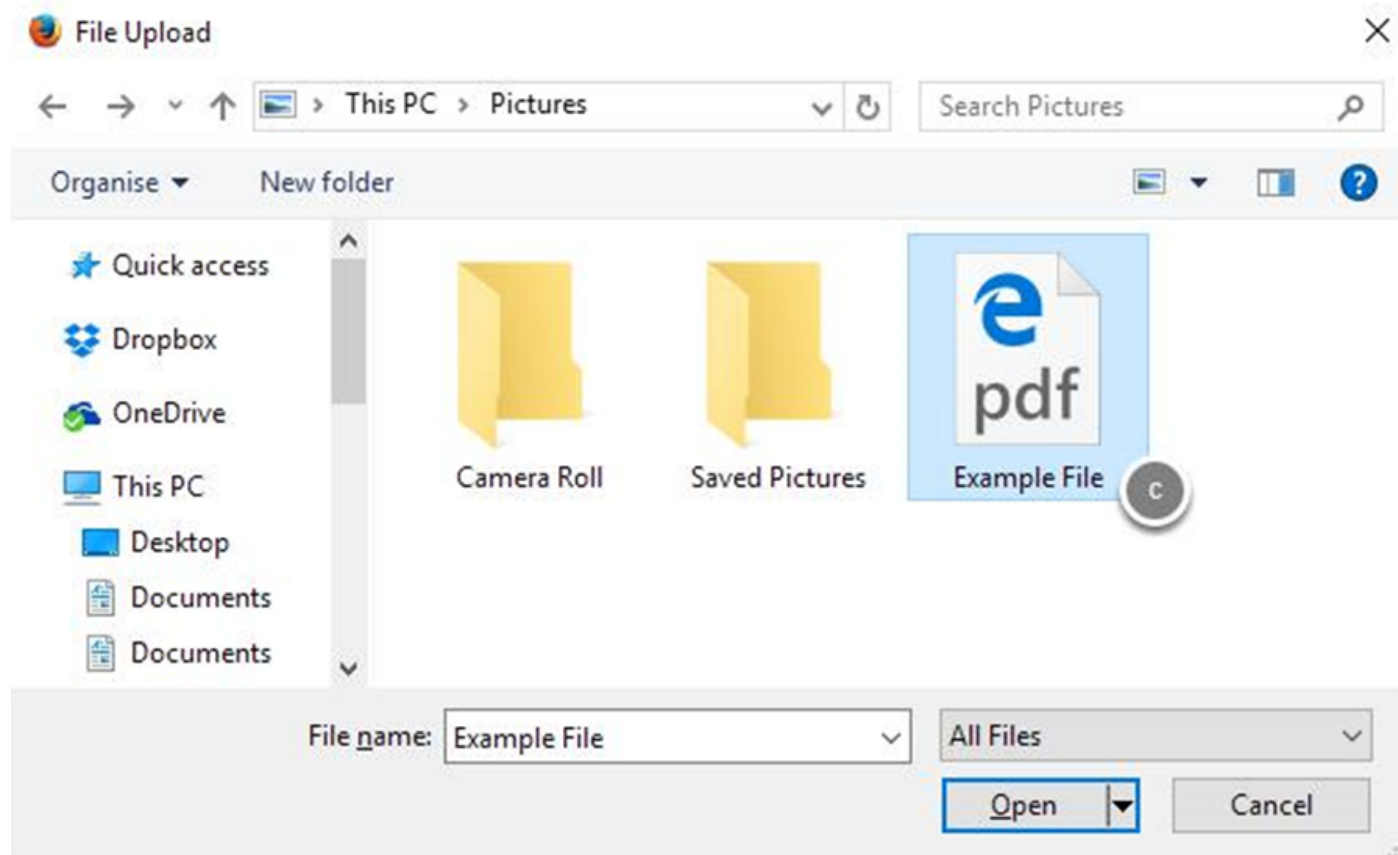 File Upload
This PC > Pictures
Search Pictures
Organise
New folder
?
Quick access
Dropbox
OneDrive
This PC
Desktop
Documents
Documents
e
pdf
Camera Roll
Saved Pictures
Example File
c
File name:
Example File
All Files
Open
Cancel